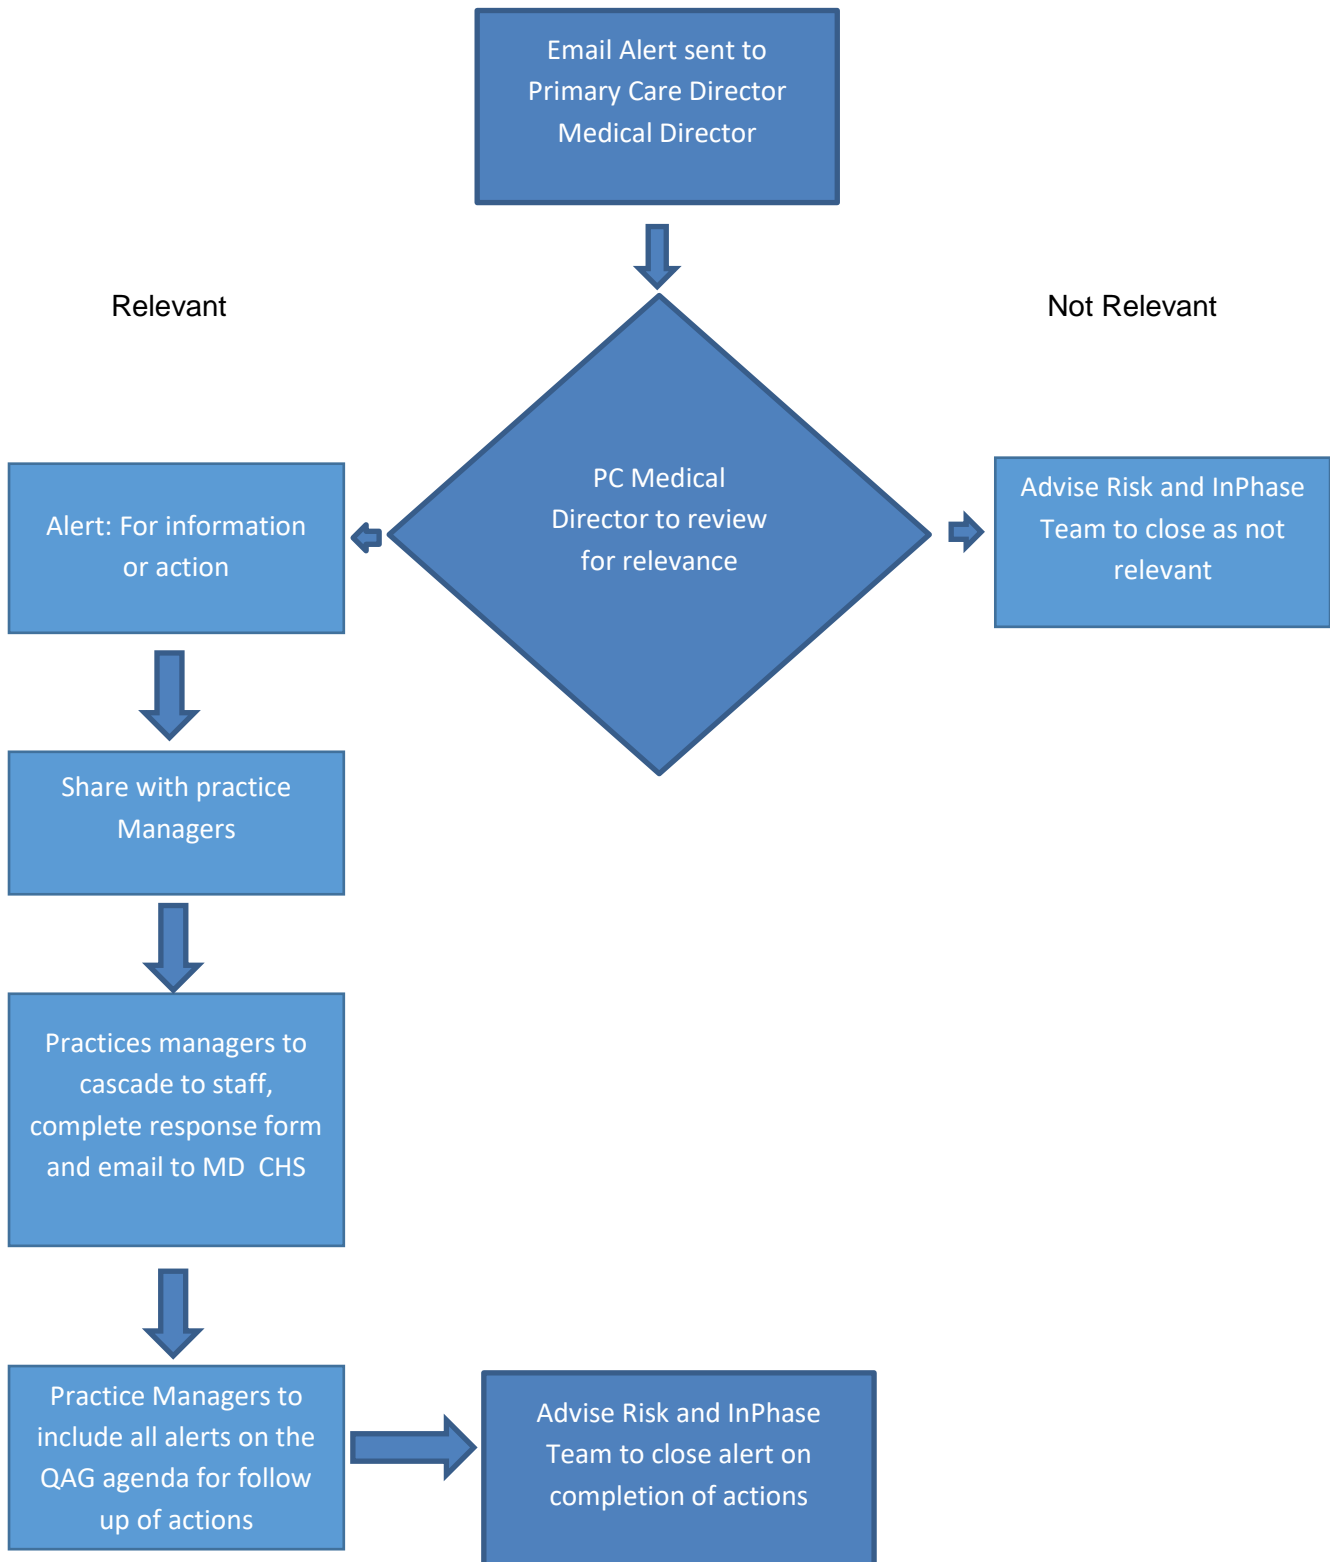 Email Alert sent to
Primary Care Director
Medical Director
Relevant
Not Relevant
PC Medical
Director to review
for relevance
Alert: For information
or action
Advise Risk and InPhase
Team to close as not
relevant
Share with practice
Managers
Practices managers to
cascade to staff,
complete response form
and email to MD  CHS
Practice Managers to
include all alerts on the
QAG agenda for follow
up of actions
Advise Risk and InPhase
Team to close alert on
completion of actions